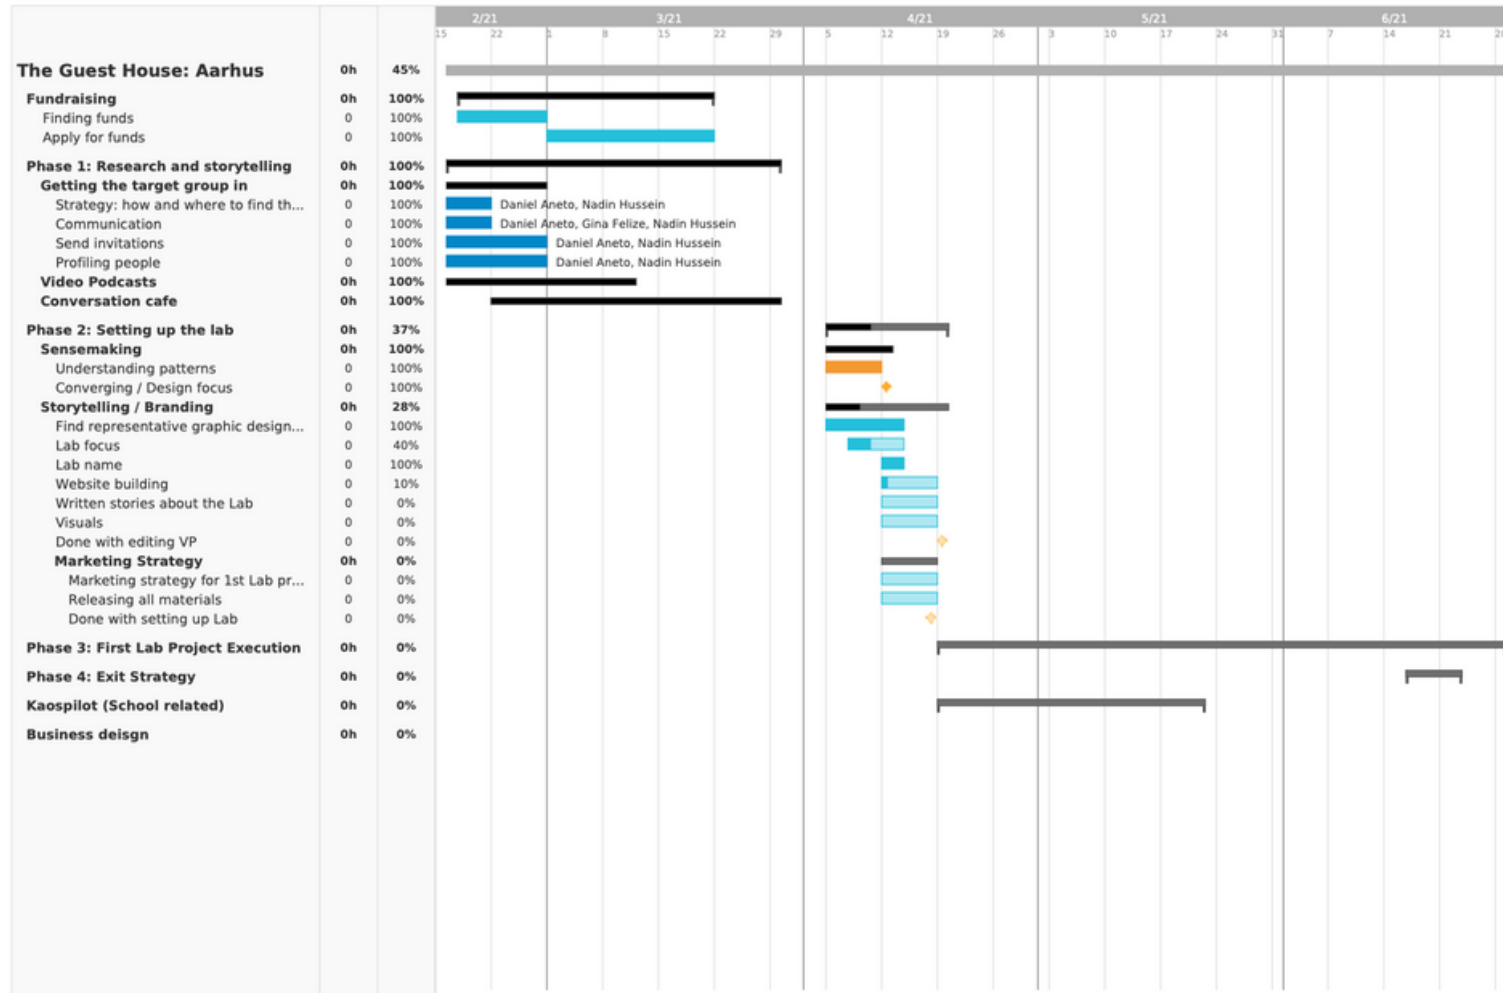 2/21 3/21 4/21 5/21 6/21
15 22 1 8 15 22 29 5 12 19 26 3 10 17 24 31 7 14 21
The Guest House: Aarhus 0h 45%
Fundraising 0h 100%
Finding funds 0 100%
Apply for funds 0 100%
Phase 1: Research and storytelling 0h 100%
Getting the target group in 0h 100%
Strategy: how and where to find th... 0 100% Daniel Aneto, Nadin Hussein
Communication 0 100% Daniel Aneto, Gina Felize, Nadin Hussein
Send invitations 0 100% Daniel Aneto, Nadin Hussein
Profiling people 0 100% Daniel Aneto, Nadin Hussein
Video Podcasts 0h 100%
Conversation cafe 0h 100%
Phase 2: Setting up the lab 0h 37%
Sensemaking 0h 100%
Understanding patterns 0 100%
Converging / Design focus 0 100%
Storytelling / Branding 0h 28%
Find representative graphic design... 0 100%
Lab focus 0 40%
Lab name 0 100%
Website building 0 10%
Written stories about the Lab 0 0%
Visuals 0 0%
Done with editing VP 0 0%
Marketing Strategy 0h 0%
Marketing strategy for 1st Lab pr... 0 0%
Releasing all materials 0 0%
Done with setting up Lab 0 0%
Phase 3: First Lab Project Execution 0h 0%
Phase 4: Exit Strategy 0h 0%
Kaospilot (School related) 0h 0%
Business deisgn 0h 0%